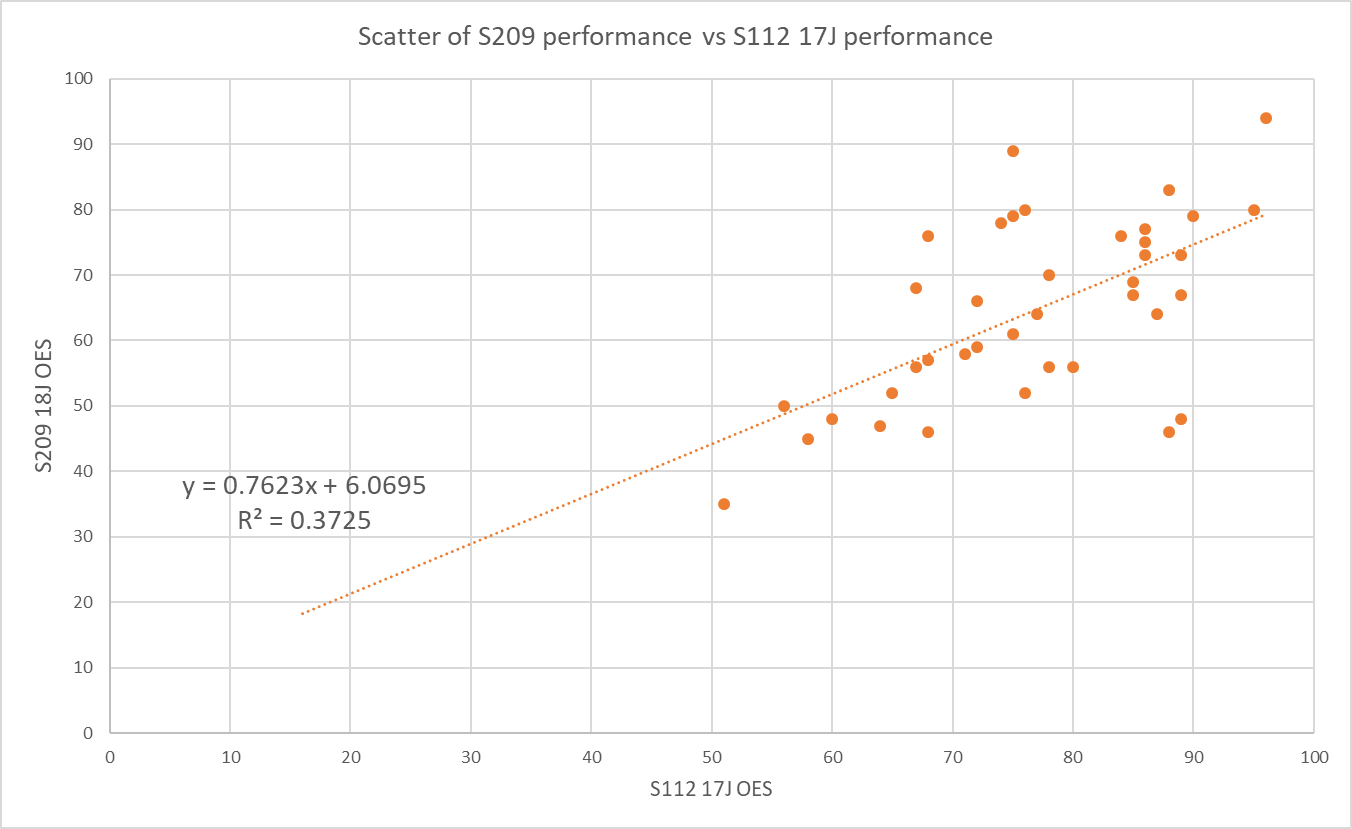 Scatter of S209 performance vs S112 17J performance
100
90
80
70
60
50
40
30
20
10
0
S209 18J OES
y = 0.7623x + 6.0695
R² = 0.3725
0 10 20 30 40 50 60 70 80 90 100
S112 17J OES